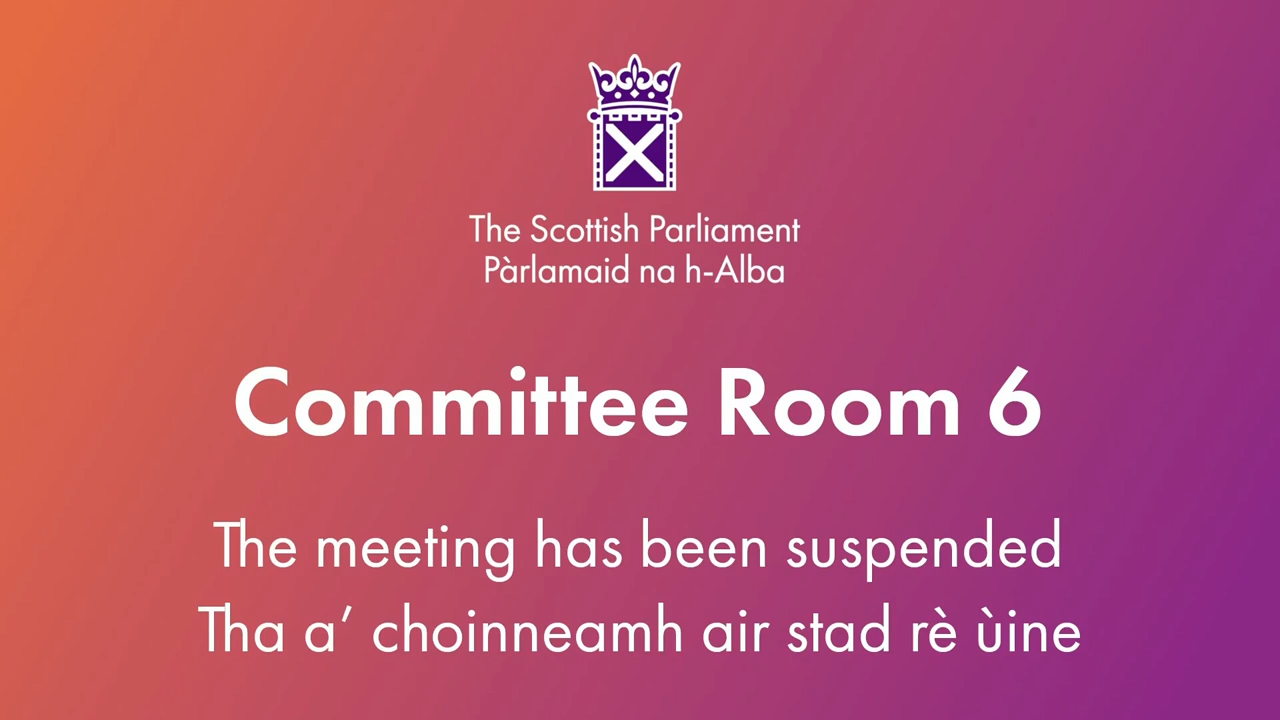 The Scottish Parliament
Pàrlamaid na h-Alba
Committee Room 6
The meeting has been suspended
Tha a’ choinneamh air stad rè ùine